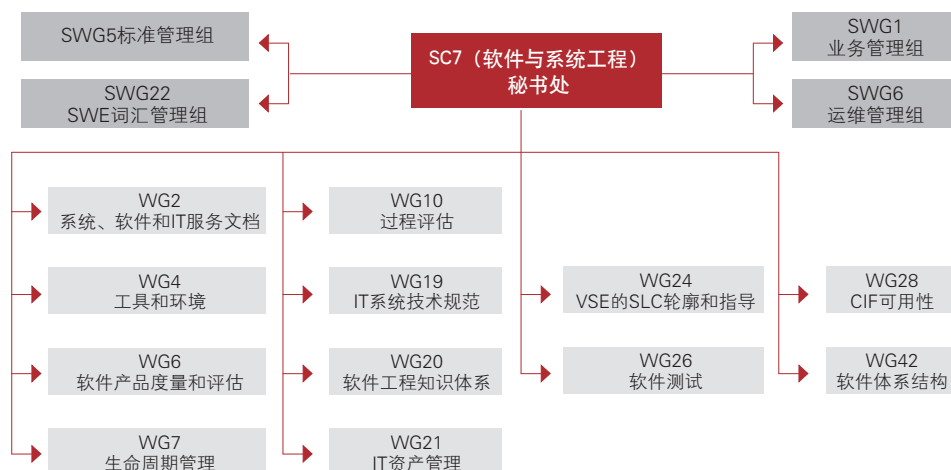 SWG5标准管理组
SWG22
SWE词汇管理组
SC7（软件与系统工程）
秘书处
SWG1
业务管理组
SWG6
运维管理组
WG2
系统、软件和IT服务文档
WG4
工具和环境
WG6
软件产品度量和评估
WG7
生命周期管理
WG10
过程评估
WG19
IT系统技术规范
WG20
软件工程知识体系
WG21
IT资产管理
WG24
VSE的SLC轮廓和指导
WG26
软件测试
WG28
CIF可用性
WG42
软件体系结构